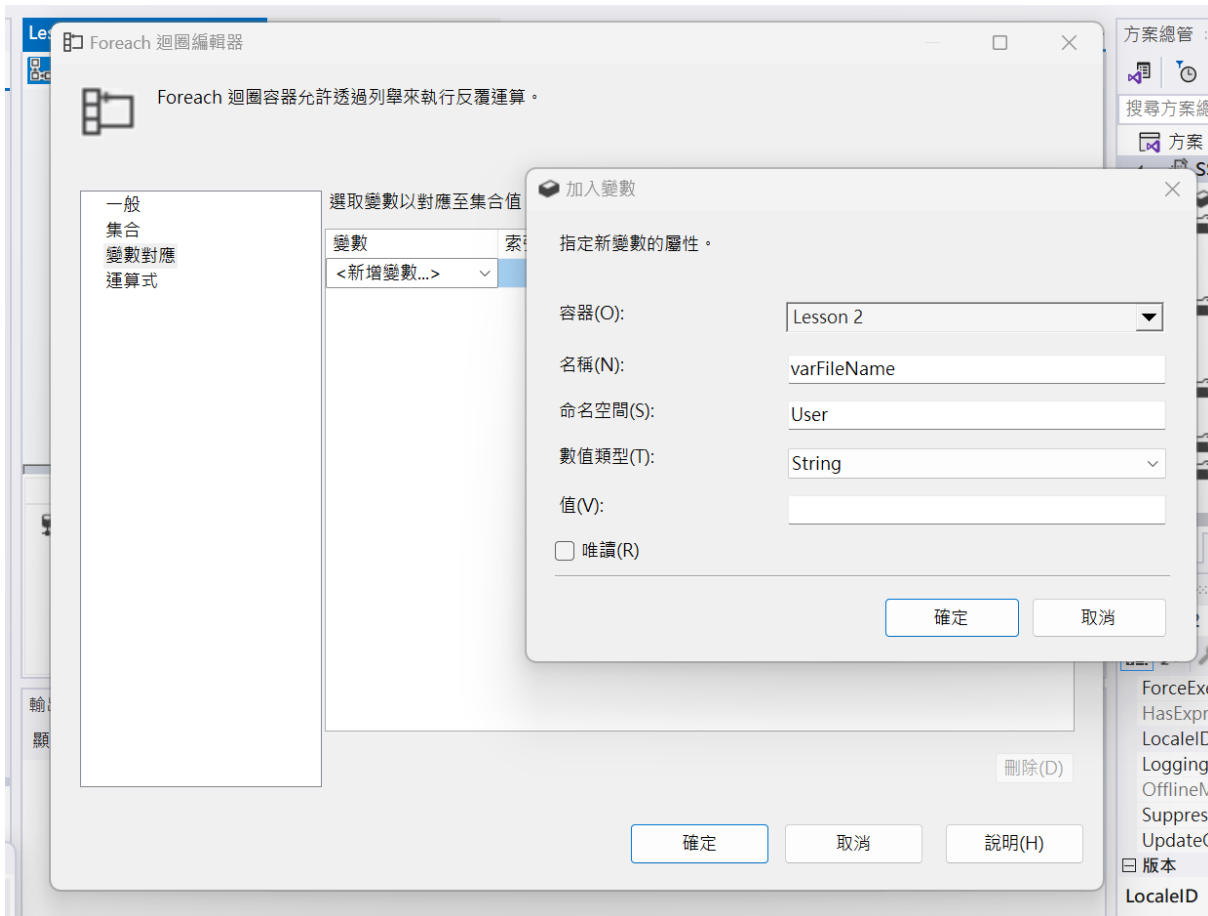 Foreach 迴圈編輯器
Foreach 迴圈容器允許透過列舉來執行反覆運算。
一般
集合
變數對應
運算式
選取變數以對應至集合值
變數
<新增變數...>
加入變數
指定新變數的屬性。
容器(O):
Lesson 2
名稱(N):
varFileName
命名空間(S):
User
數值類型(T):
String
值(V):
唯讀(R)
確定
取消
刪除(D)
確定
取消
說明(H)
方案總管
搜尋方案總
方案
ForceExe
HasExpr
LocaleID
Logging
OfflineM
Suppres
UpdateO
版本
LocaleID